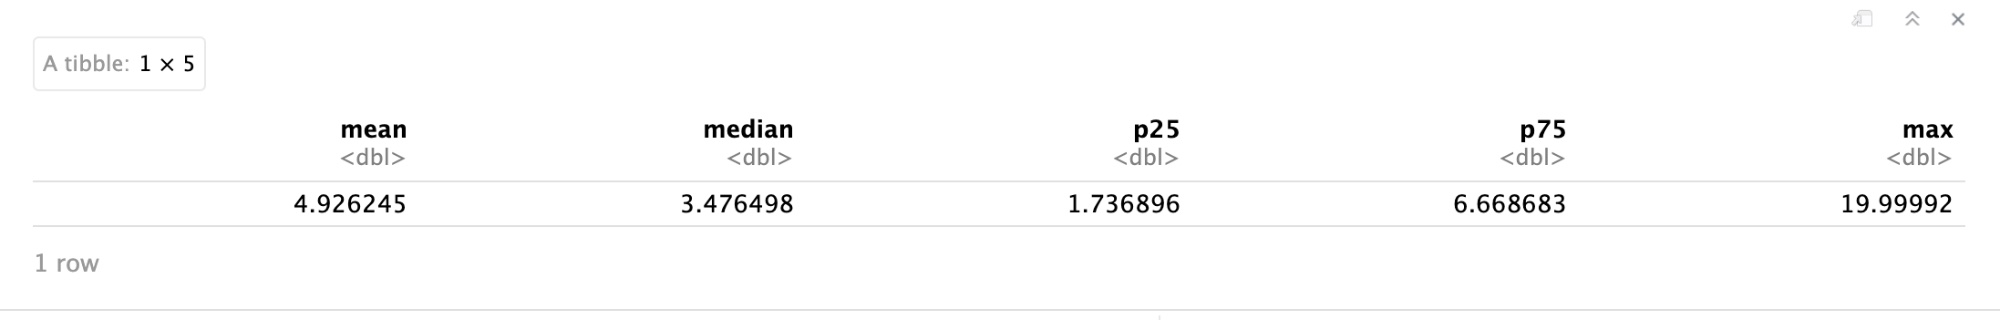 A tibble: 1 × 5
mean median p25 p75 max
<dbl> <dbl> <dbl> <dbl> <dbl>
4.926245 3.476498 1.736896 6.668683 19.99992
1 row